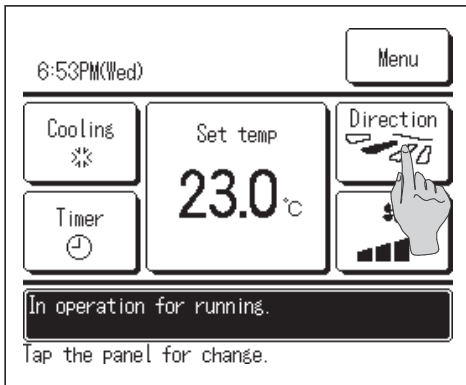 6:53PM(Wed)
Menu
Cooling
Set temp
Direction
23.0 °C
Timer
In operation for running.
Tap the panel for change.